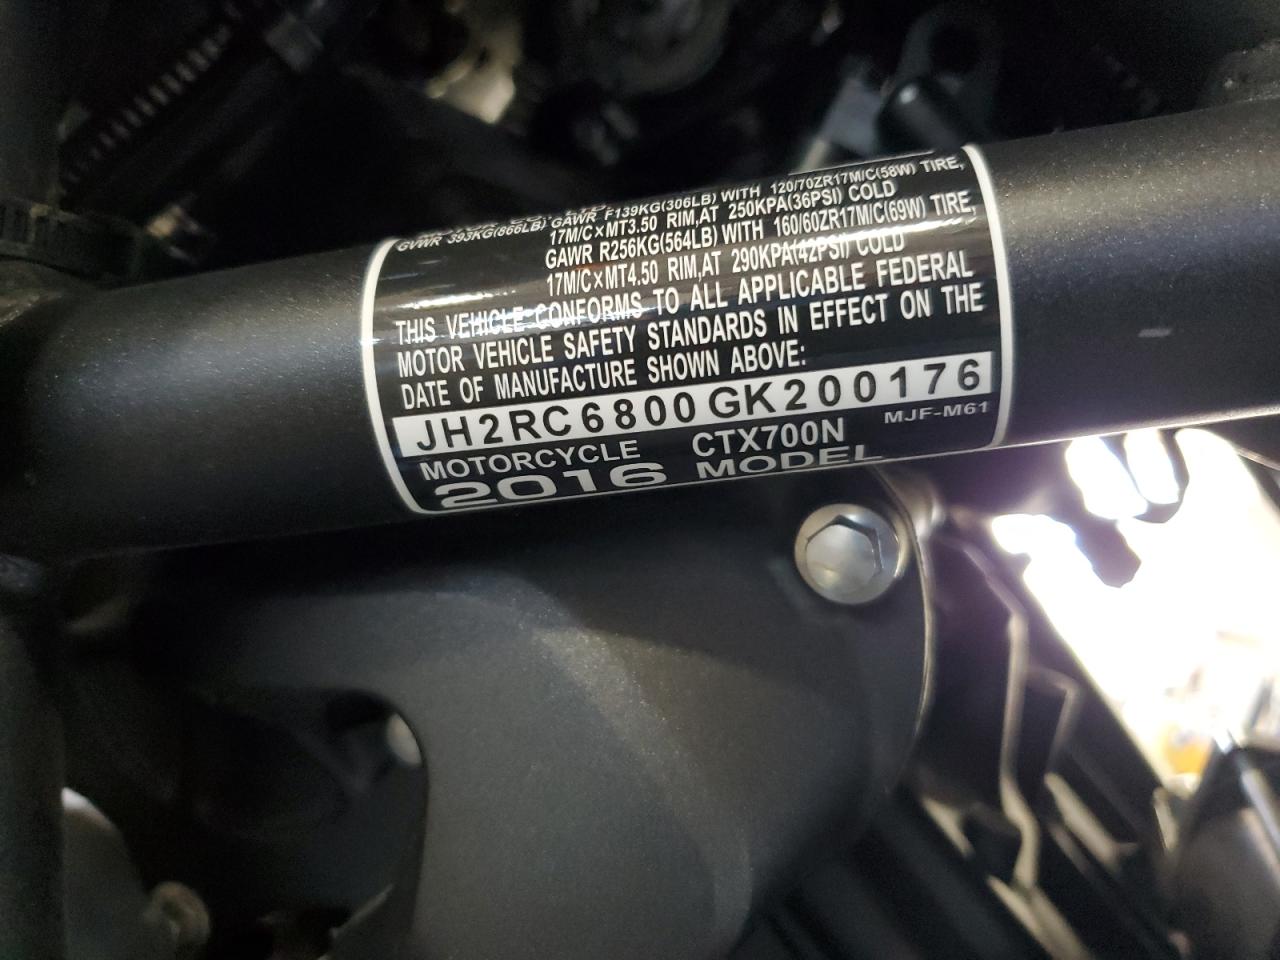 GVWR 393KG(866LB) GAWR F139KG(306LB) WITH 120/70ZR17M/C(58W) TIRE,
17M/C×MT3.50 RIM,AT 250KPA(36PSI) COLD
GAWR R256KG(564LB) WITH 160/60ZR17M/C(69W) TIRE,
17M/C×MT4.50 RIM,AT 290KPA(42PSI) COLD
THIS VEHICLE CONFORMS TO ALL APPLICABLE FEDERAL
MOTOR VEHICLE SAFETY STANDARDS IN EFFECT ON THE
DATE OF MANUFACTURE SHOWN ABOVE:
JH2RC6800GK200176
MOTORCYCLE CTX700N MJF-M61
2016 MODEL